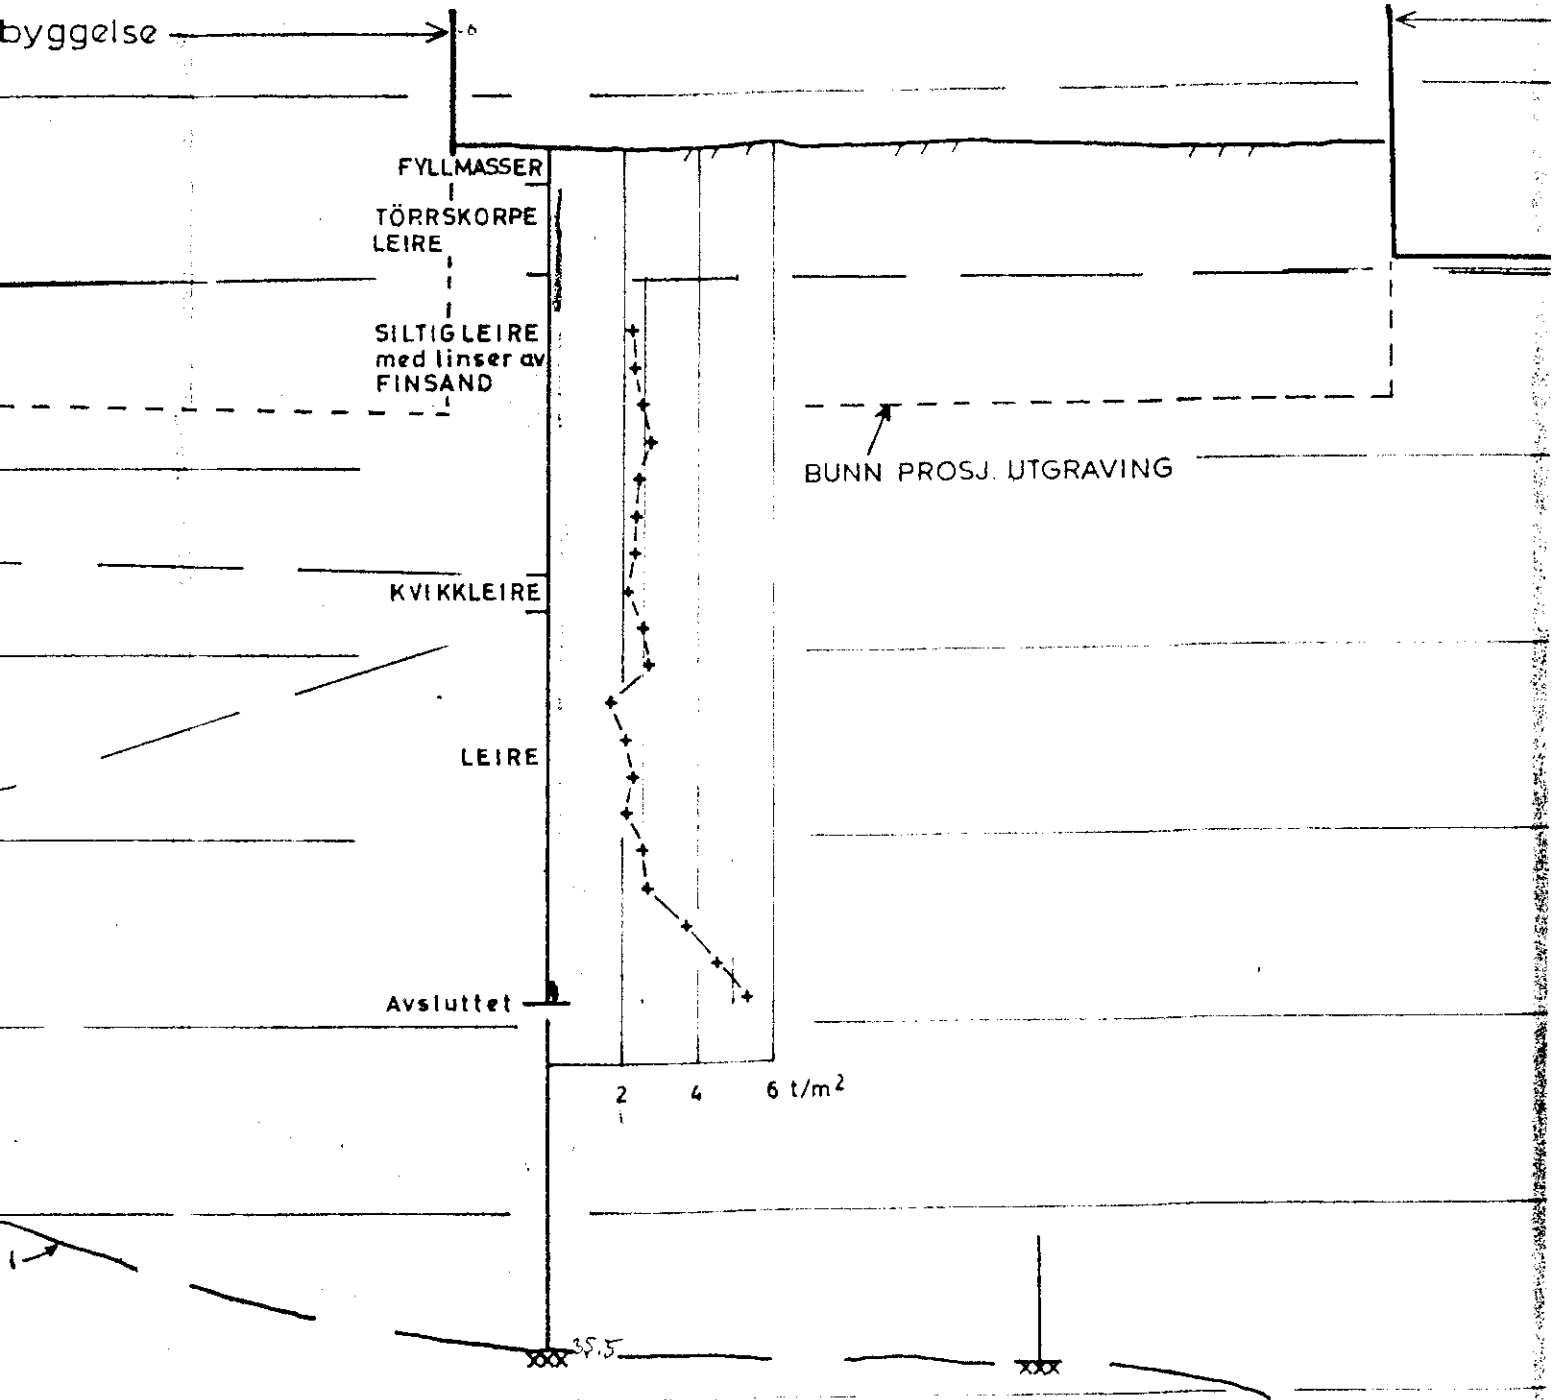 byggelse
FYLLMASSER
TÖRRSKORPE
LEIRE
SILTIG LEIRE
med linser av
FINSAND
BUNN PROSJ. UTGRAVING
KVIKKLEIRE
LEIRE
Avsluttet
2 4 6 t/m²
35.5